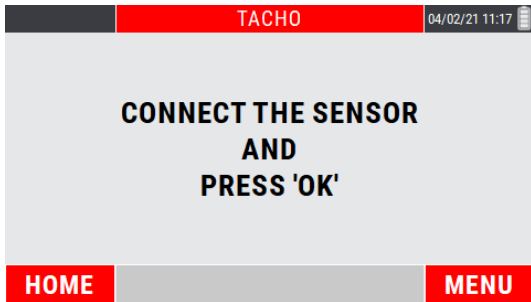 TACHO
04/02/21 11:17
CONNECT THE SENSOR
AND
PRESS 'OK'
HOME
MENU